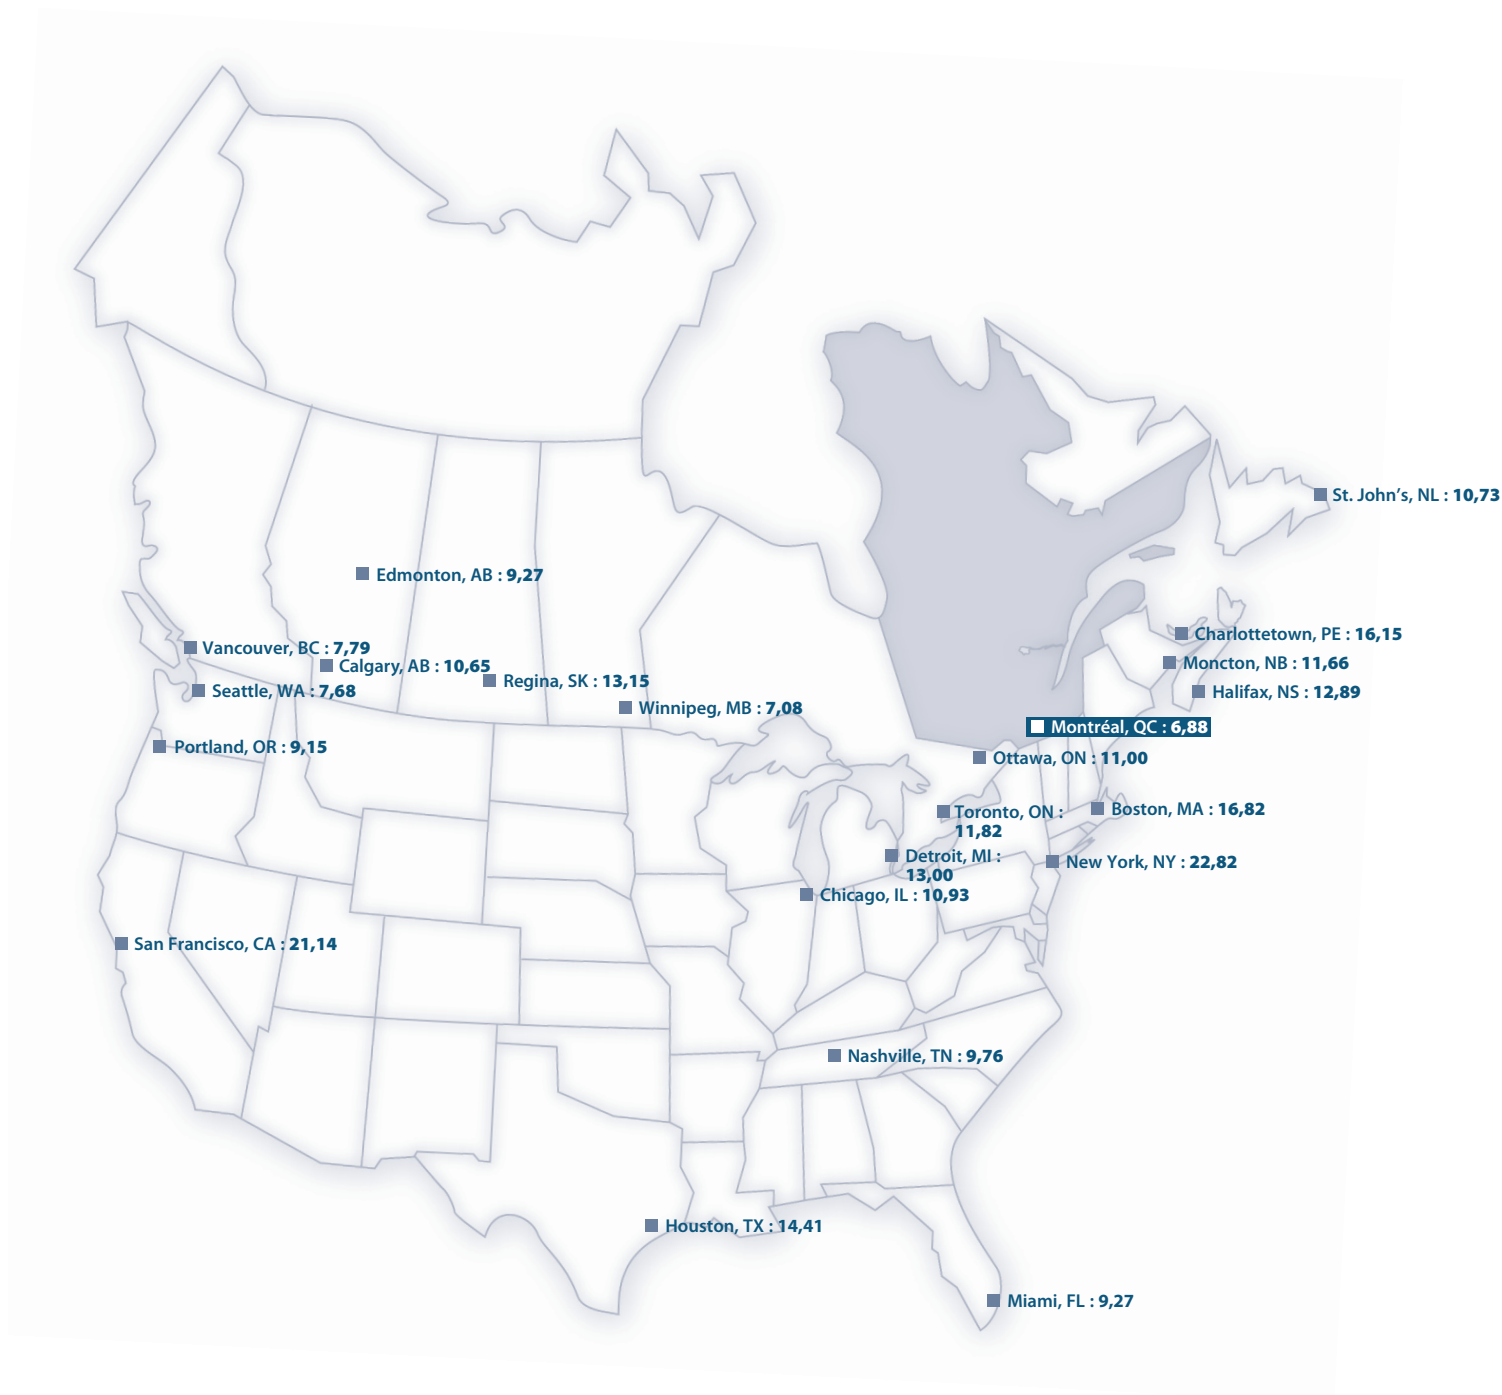 St. John’s, NL : 10,73
Edmonton, AB : 9,27
Charlottetown, PE : 16,15
Vancouver, BC : 7,79
Moncton, NB : 11,66
Calgary, AB : 10,65
Regina, SK : 13,15
Seattle, WA : 7,68
Halifax, NS : 12,89
Winnipeg, MB : 7,08
Montréal, QC : 6,88
Portland, OR : 9,15
Ottawa, ON : 11,00
Boston, MA : 16,82
Toronto, ON :
11,82
Detroit, MI :
13,00
New York, NY : 22,82
Chicago, IL : 10,93
San Francisco, CA : 21,14
Nashville, TN : 9,76
Houston, TX : 14,41
Miami, FL : 9,27